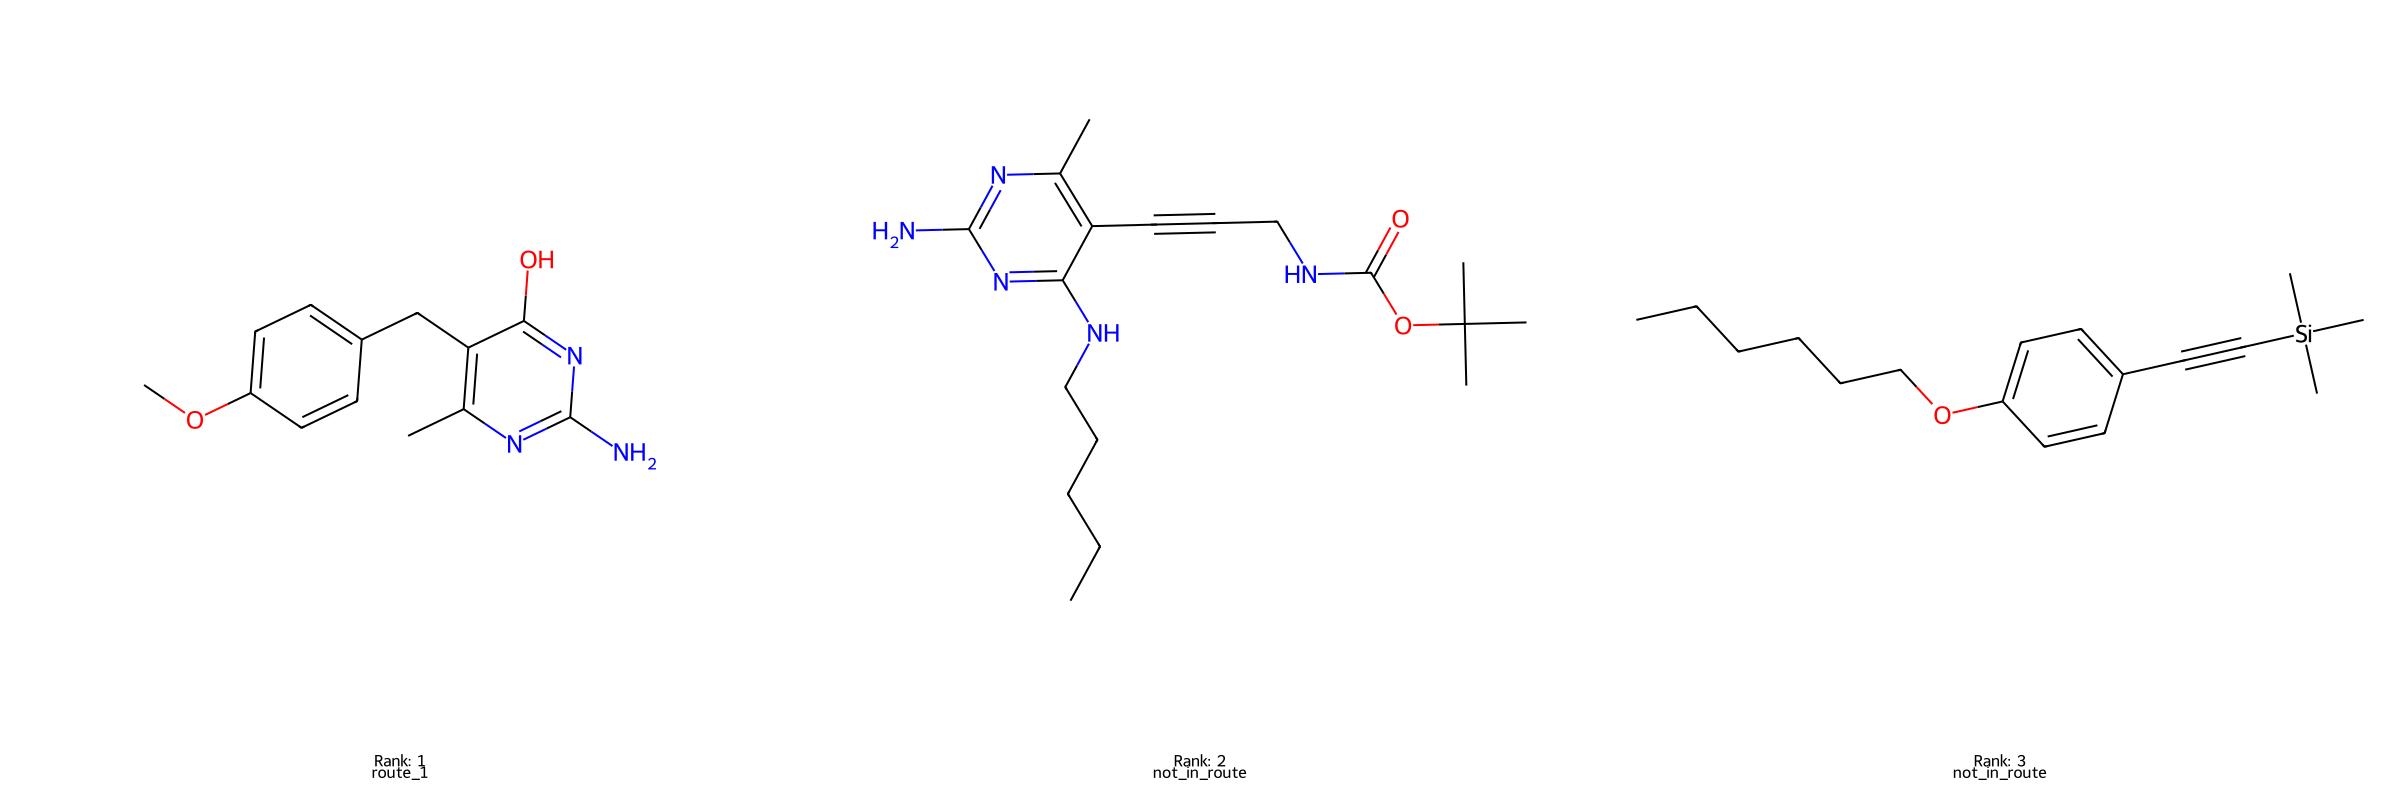 OH
N
N
NH2
O
N
N
H2N
NH
HN
O
O
O
Si
Rank: 1
route_1
Rank: 2
not_in_route
Rank: 3
not_in_route